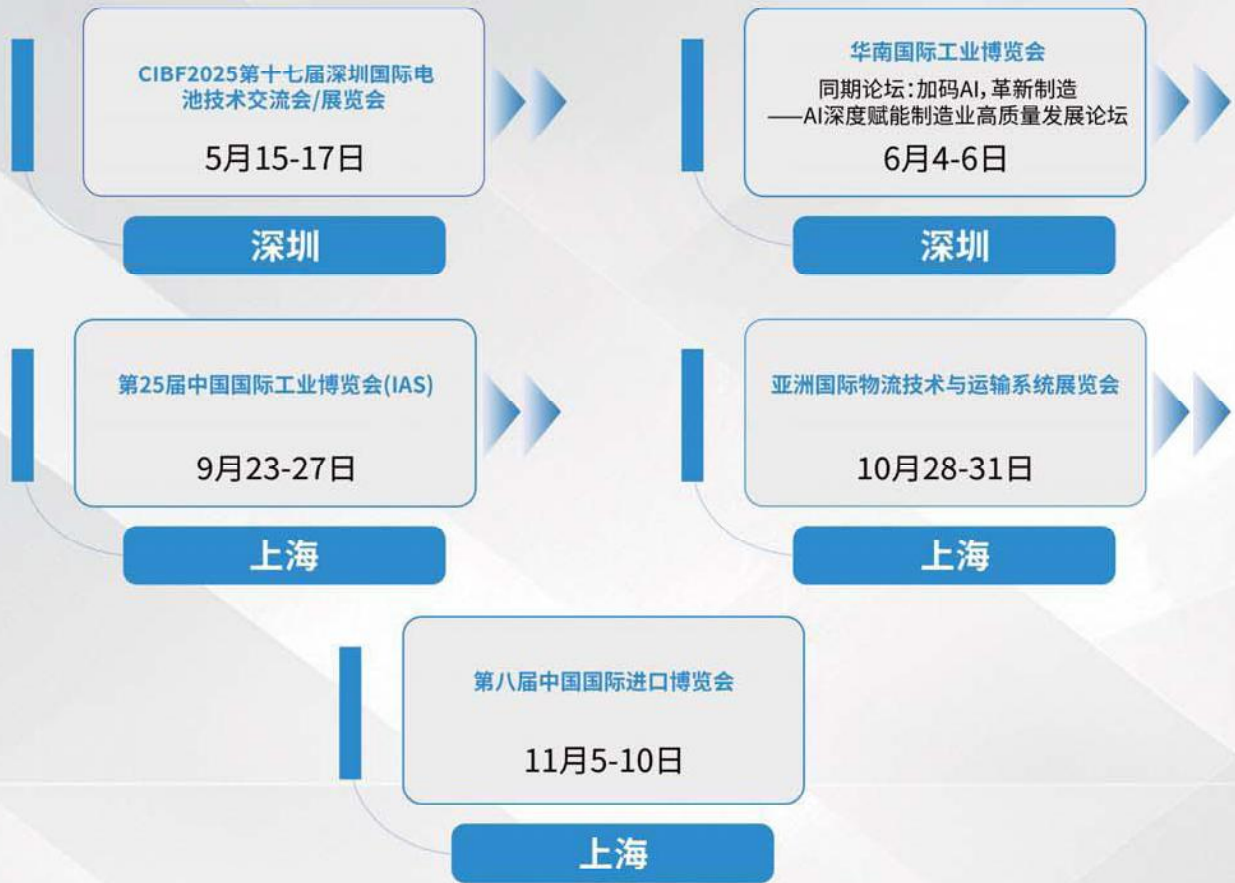 CIBF2025第十七届深圳国际电
池技术交流会/展览会
5月15-17日
深圳
华南国际工业博览会
同期论坛:加码AI,革新制造
——AI深度赋能制造业高质量发展论坛
6月4-6日
深圳
第25届中国国际工业博览会(IAS)
9月23-27日
上海
亚洲国际物流技术与运输系统展览会
10月28-31日
上海
第八届中国国际进口博览会
11月5-10日
上海